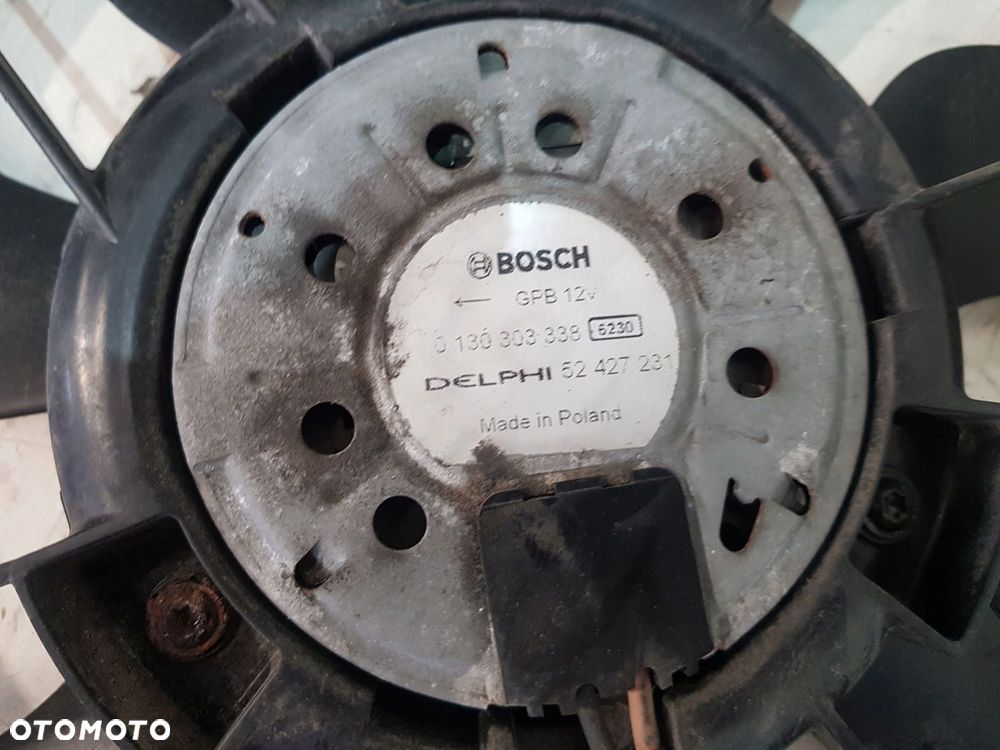 BOSCH
GPB 12V
0 130 303 338 6230
DELPHI 52 427 231
Made in Poland
OTOMOTO